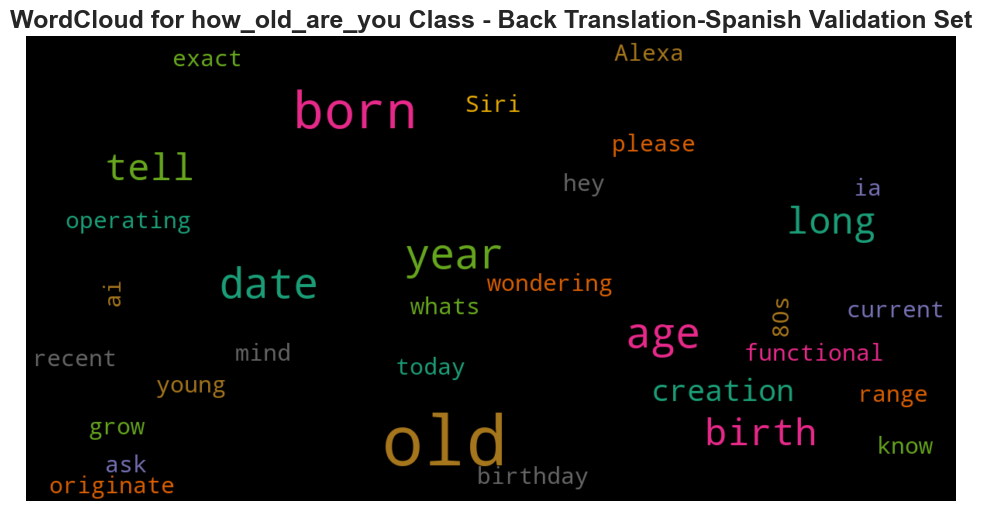 WordCloud for how_old_are_you Class - Back Translation-Spanish Validation Set
exact
Alexa
born
Siri
please
tell
hey
ia
operating
long
year
date
wondering
ai
whats
80s
current
age
recent
mind
functional
today
young
creation
range
grow
old
birth
know
ask
birthday
originate